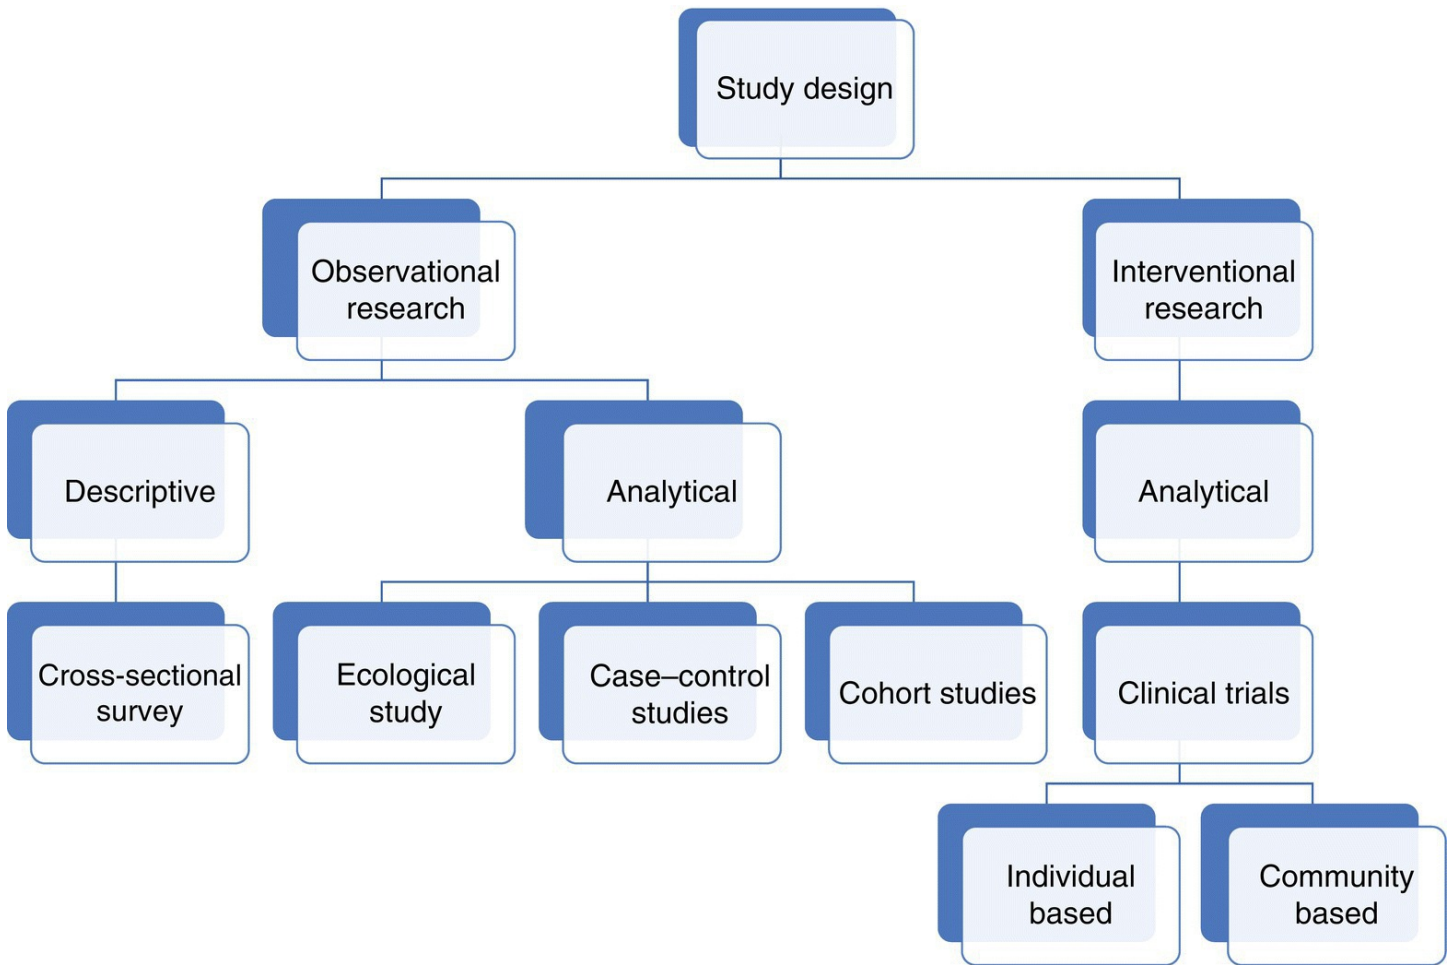 Study design
Observational
research
Interventional
research
Descriptive
Analytical
Analytical
Cross-sectional
survey
Ecological
study
Case–control
studies
Cohort studies
Clinical trials
Individual
based
Community
based